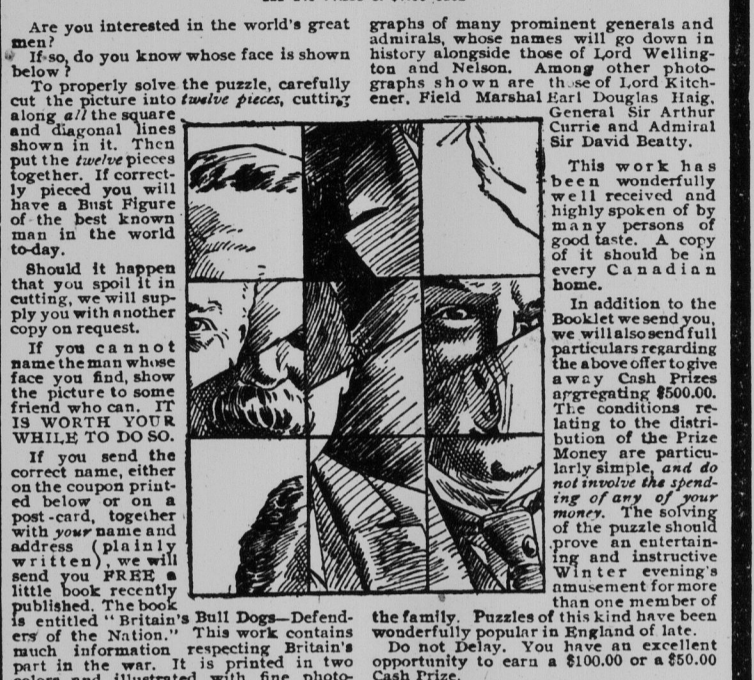 Are you interested in the world's great
men?
If so, do you know whose face is shown
below?
To properly solve the puzzle, carefully
cut the picture into twelve pieces, cutting
along all the square
and diagonal lines
shown in it. Then
put the twelve pieces
together. If correct-
ly pieced you will
have a Bust Figure
of the best known
man in the world
to-day.
Should it happen
that you spoil it in
cutting, we will sup-
ply you with another
copy on request.
If you cannot
name the man whose
face you find, show
the picture to some
friend who can. IT
IS WORTH YOUR
WHILE TO DO SO.
If you send the
correct name, either
on the coupon print-
ed below or on a
post-card, together
with your name and
address (plainly
written), we will
send you FREE a
little book recently
published. The book
is entitled "Britain's Bull Dogs—Defend-
ers of the Nation." This work contains
much information respecting Britain's
part in the war. It is printed in two
colors and illustrated with fine photo-
graphs of many prominent generals and
admirals, whose names will go down in
history alongside those of Lord Welling-
ton and Nelson. Among other photo-
graphs shown are those of Lord Kitch-
ener, Field Marshal Earl Douglas Haig,
General Sir Arthur
Currie and Admiral
Sir David Beatty.
This work has
been wonderfully
well received and
highly spoken of by
many persons of
good taste. A copy
of it should be in
every Canadian
home.
In addition to the
Booklet we send you,
we will also send full
particulars regarding
the above offer to give
away Cash Prizes
aggregating $500.00.
The conditions re-
lating to the distri-
bution of the Prize
Money are particu-
larly simple, and do
not involve the spend-
ing of any of your
money. The solving
of the puzzle should
prove an entertain-
ing and instructive
Winter evening's
amusement for more
than one member of
the family. Puzzles of this kind have been
wonderfully popular in England of late.
Do not Delay. You have an excellent
opportunity to earn a $100.00 or a $50.00
Cash Prize.